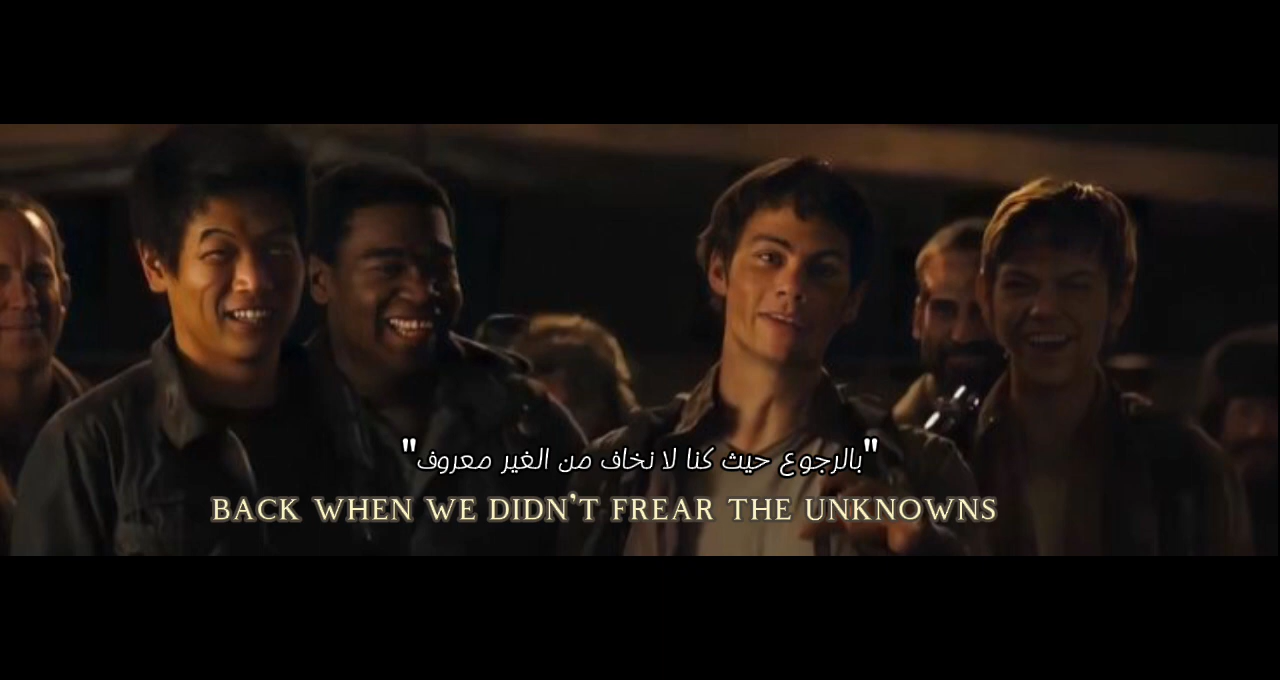 "بالرجوع حيث كنا لا نخاف من الغير معروف"
BACK WHEN WE DIDN'T FREAR THE UNKNOWNS